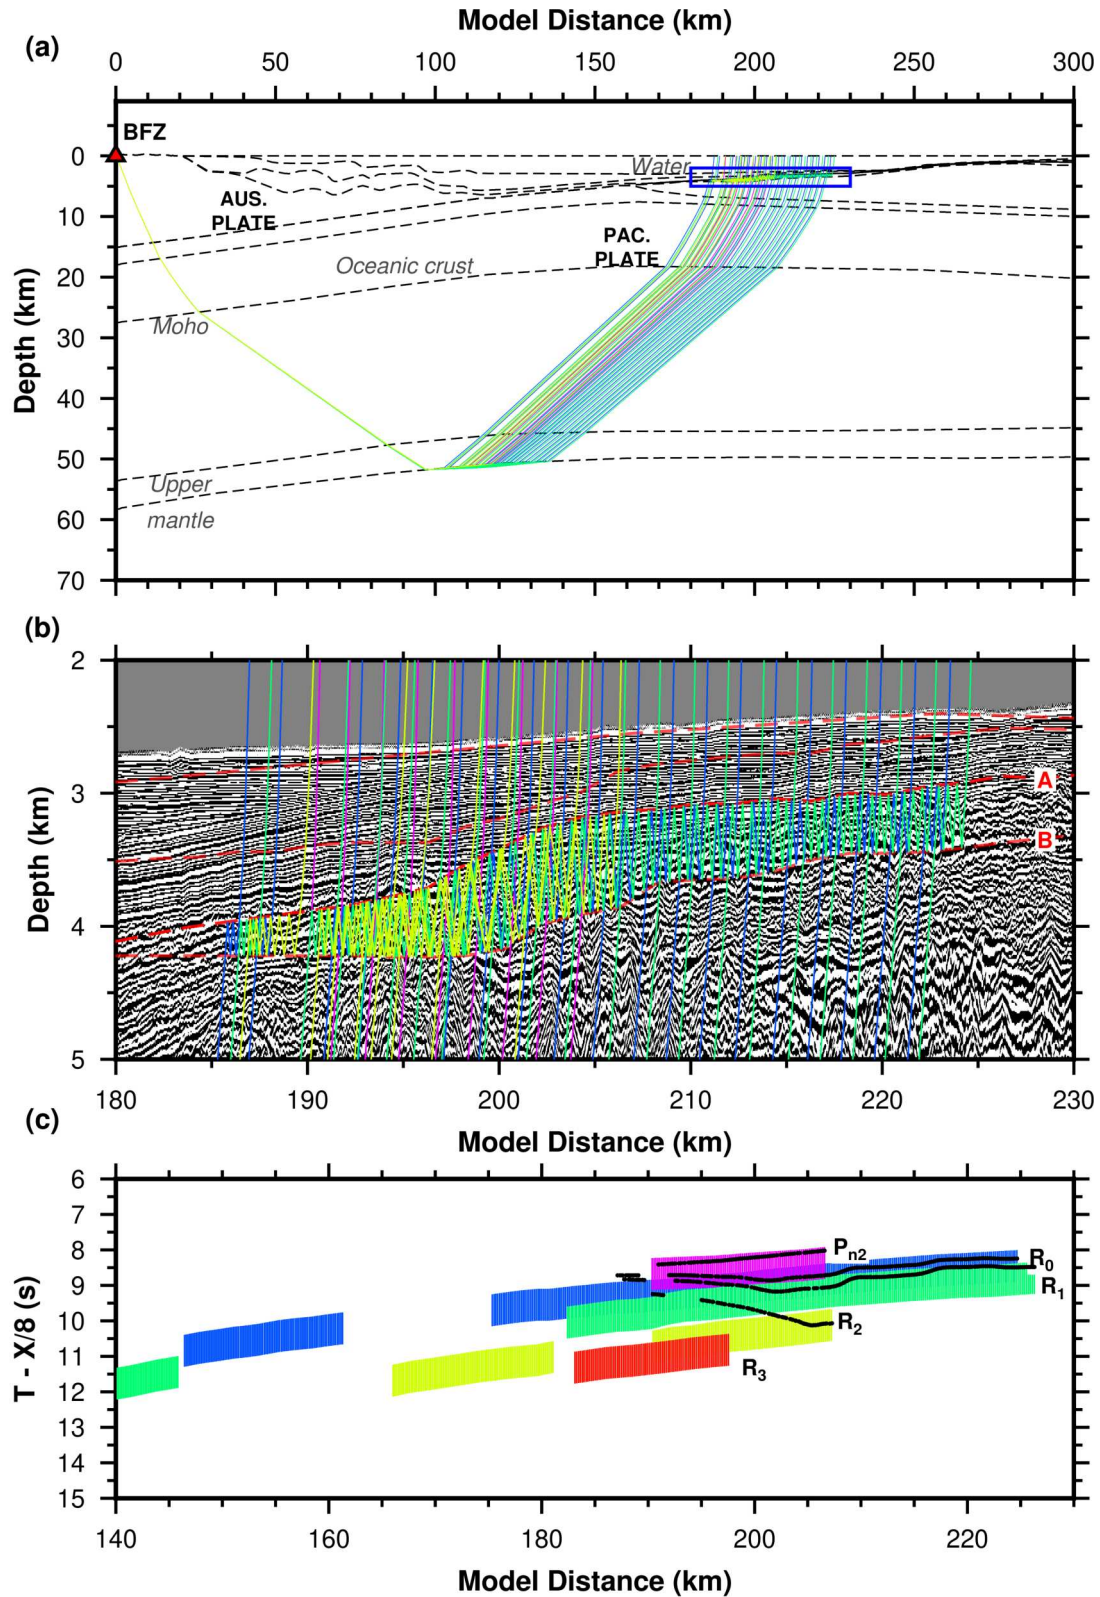 Model Distance (km)
(a)
0 50 100 150 200 250 300
BFZ
0
Water
AUS.
PLATE
10
PAC.
PLATE
Oceanic crust
20
Moho
30
40
50
Upper
mantle
60
70
Depth (km)
(b)
2
A
3
B
4
5
Depth (km)
180 190 200 210 220 230
(c)
Model Distance (km)
6
7
8
9
10
11
12
13
14
15
T - X/8 (s)
Pn2
R0
R1
R2
R3
140 160 180 200 220
Model Distance (km)